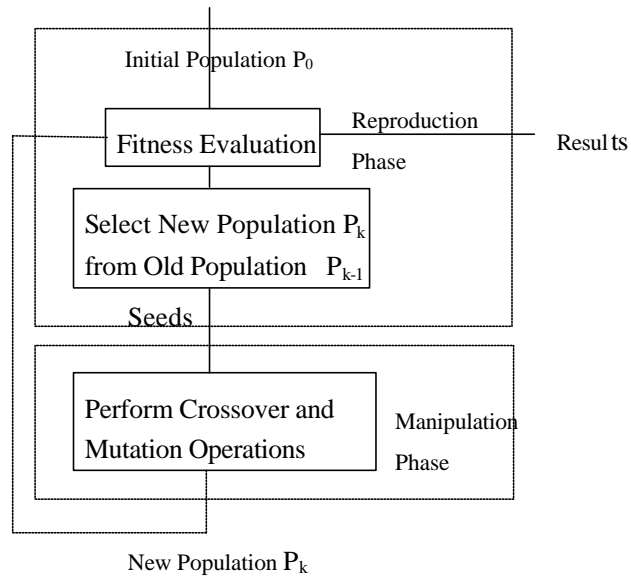 Initial Population P₀
Fitness Evaluation
Reproduction
Phase
Results
Select New Population Pₖ
from Old Population Pₖ₋₁
Seeds
Perform Crossover and
Mutation Operations
Manipulation
Phase
New Population Pₖ